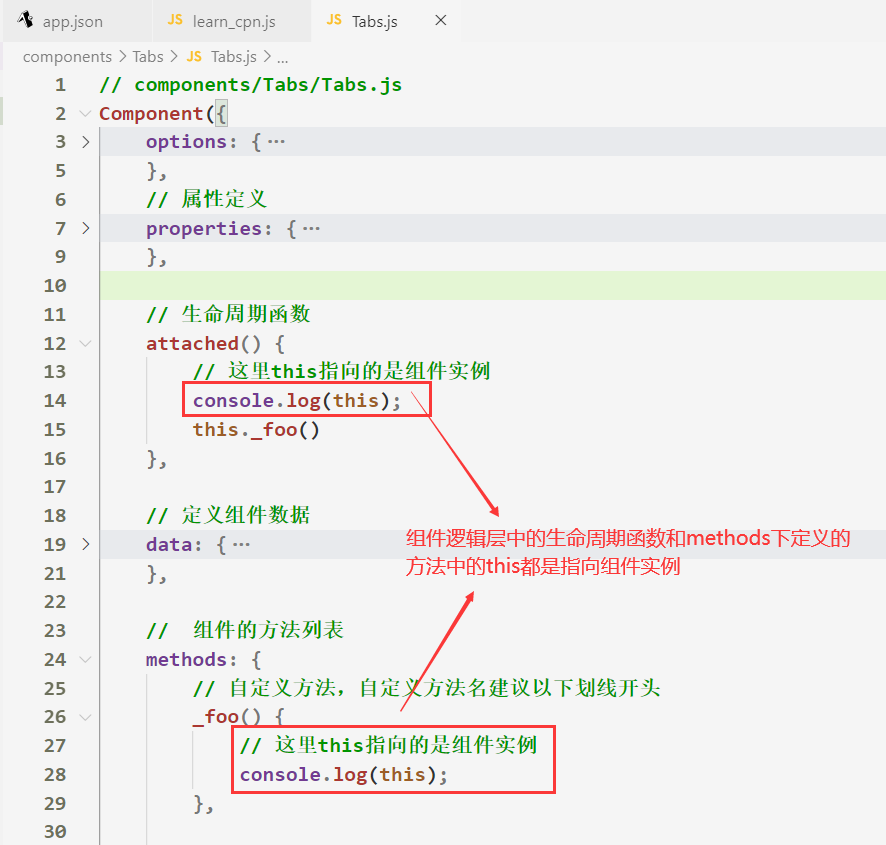 app.json JS learn_cpn.js JS Tabs.js ×
components > Tabs > JS Tabs.js > ...
1 // components/Tabs/Tabs.js
2 Component({
3 options: { ···
5 },
6 // 属性定义
7 properties: { ···
9 },
10
11 // 生命周期函数
12 attached() {
13 // 这里this指向的是组件实例
14 console.log(this);
15 this._foo()
16 },
17
18 // 定义组件数据
19 data: { ···
组件逻辑层中的生命周期函数和methods下定义的
方法中的this都是指向组件实例
21 },
22
23 // 组件的方法列表
24 methods: {
25 // 自定义方法，自定义方法名建议以下划线开头
26 _foo() {
27 // 这里this指向的是组件实例
28 console.log(this);
29 },
30